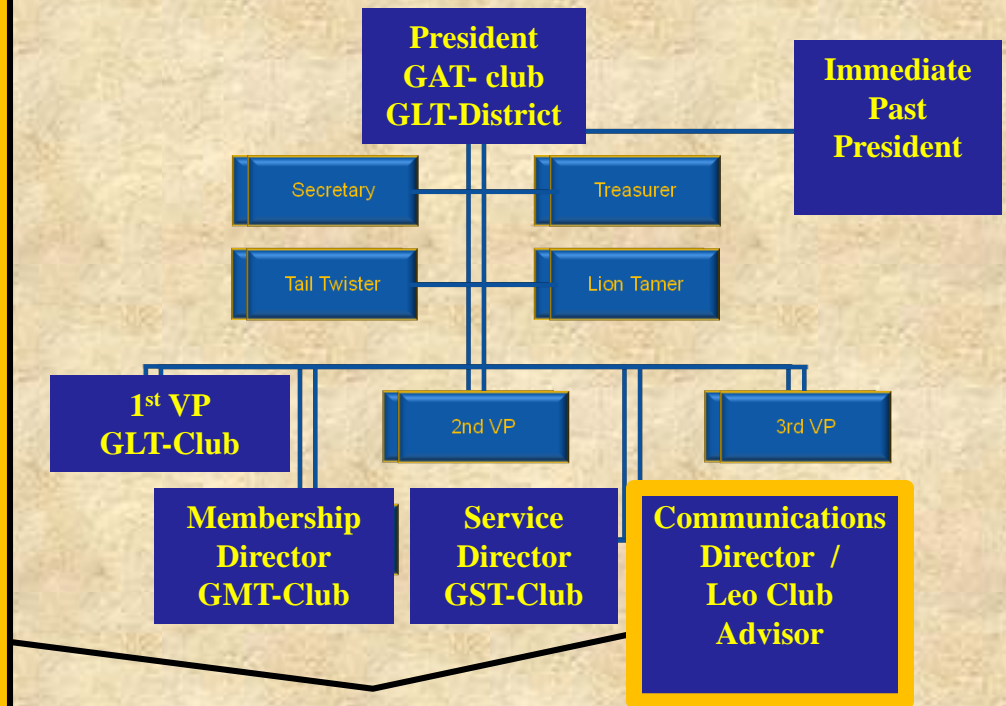 President
GAT- club
GLT-District
Immediate
Past
President
Secretary
Treasurer
Tail Twister
Lion Tamer
1st VP
GLT-Club
2nd VP
3rd VP
Membership
Director
GMT-Club
Service
Director
GST-Club
Communications
Director /
Leo Club
Advisor